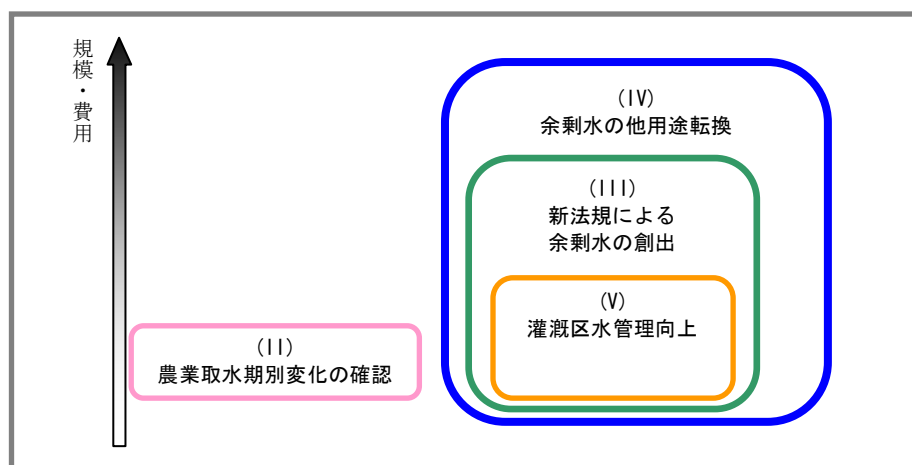 規模・費用
(IV)
余剰水の他用途転換
(III)
新法規による
余剰水の創出
(V)
灌漑区水管理向上
(II)
農業取水期別変化の確認